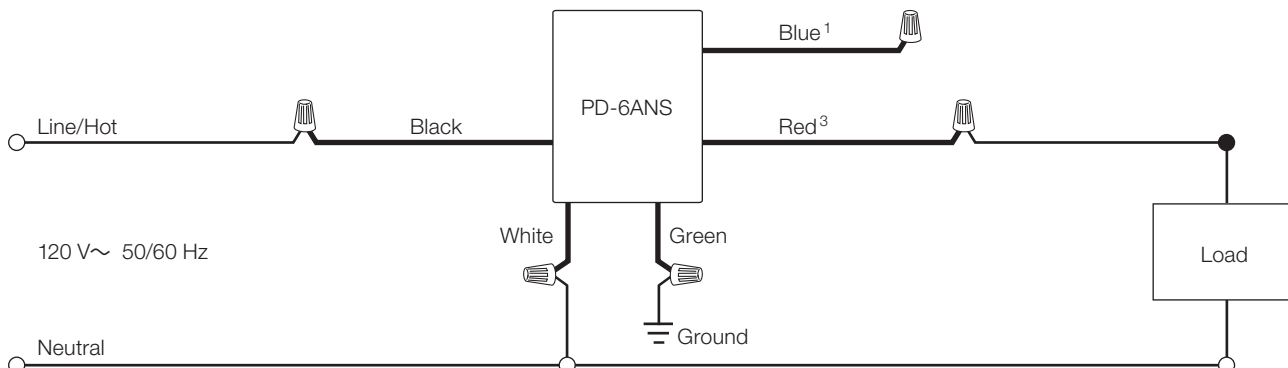 Blue¹
PD-6ANS
Line/Hot
Black
Red³
White
Green
120 V~ 50/60 Hz
Load
Ground
Neutral